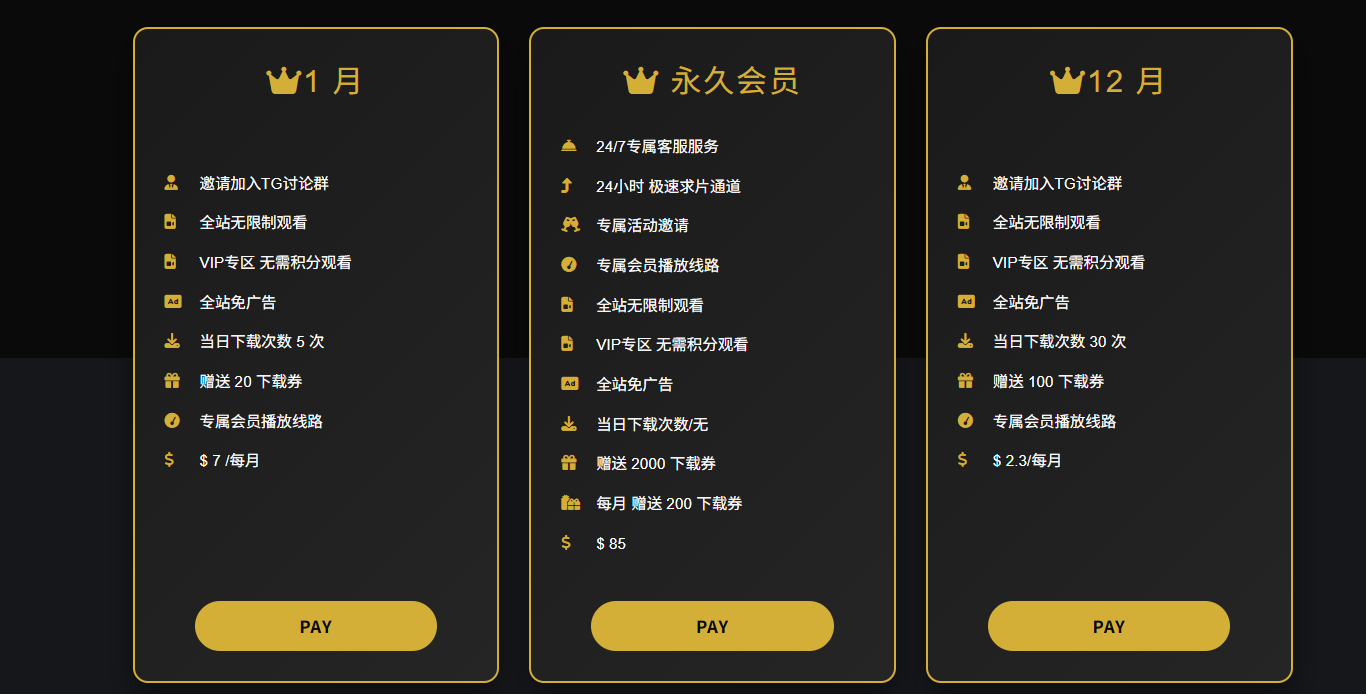 1 月
邀请加入TG讨论群
全站无限制观看
VIP专区 无需积分观看
Ad 全站免广告
当日下载次数 5 次
赠送 20 下载券
专属会员播放线路
$ $ 7 /每月
PAY
永久会员
24/7专属客服服务
24小时 极速求片通道
专属活动邀请
专属会员播放线路
全站无限制观看
VIP专区 无需积分观看
Ad 全站免广告
当日下载次数/无
赠送 2000 下载券
每月 赠送 200 下载券
$ $ 85
PAY
12 月
邀请加入TG讨论群
全站无限制观看
VIP专区 无需积分观看
Ad 全站免广告
当日下载次数 30 次
赠送 100 下载券
专属会员播放线路
$ $ 2.3/每月
PAY